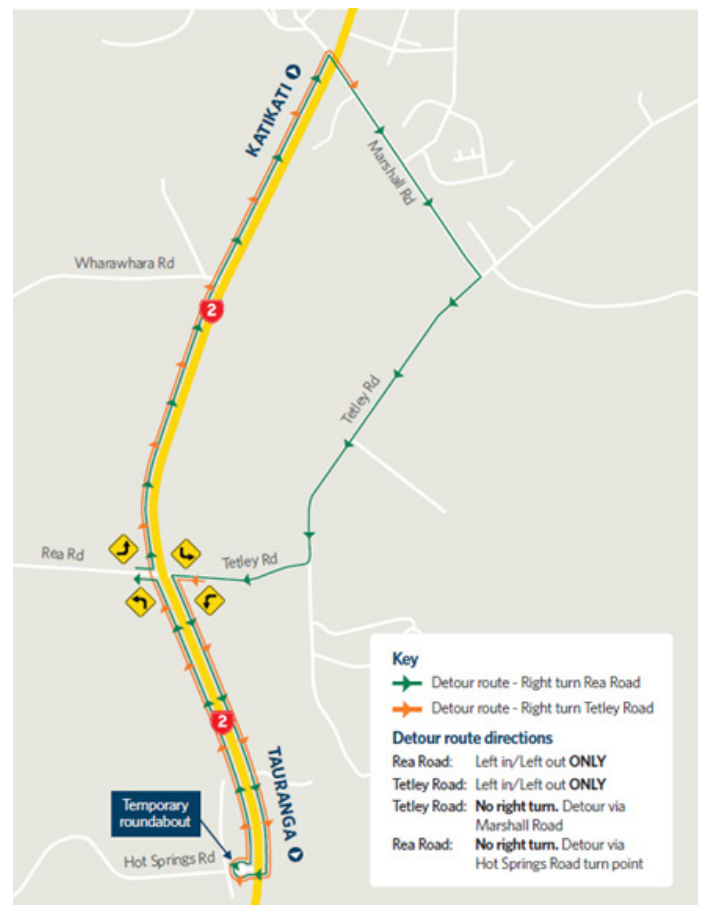 KATIKATI
Marshall Rd
Wharawhara Rd
2
Tetley Rd
Rea Rd
Tetley Rd
2
TAURANGA
Temporary
roundabout
Hot Springs Rd
Key
Detour route - Right turn Rea Road
Detour route - Right turn Tetley Road
Detour route directions
Rea Road: Left in/Left out ONLY
Tetley Road: Left in/Left out ONLY
Tetley Road: No right turn. Detour via
Marshall Road
Rea Road: No right turn. Detour via
Hot Springs Road turn point